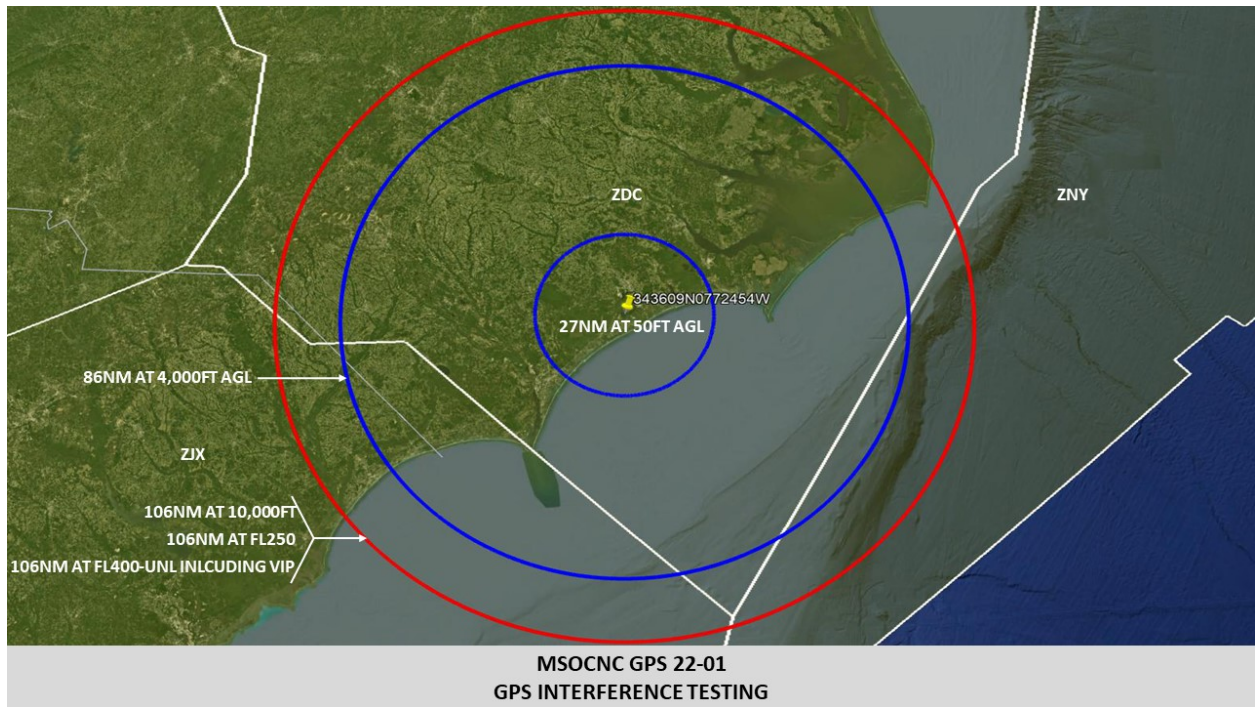 ZDC
ZNY
343609N0772454W
27NM AT 50FT AGL
86NM AT 4,000FT AGL
ZJX
106NM AT 10,000FT
106NM AT FL250
106NM AT FL400-UNL INLCUDING VIP
MSOCNC GPS 22-01
GPS INTERFERENCE TESTING